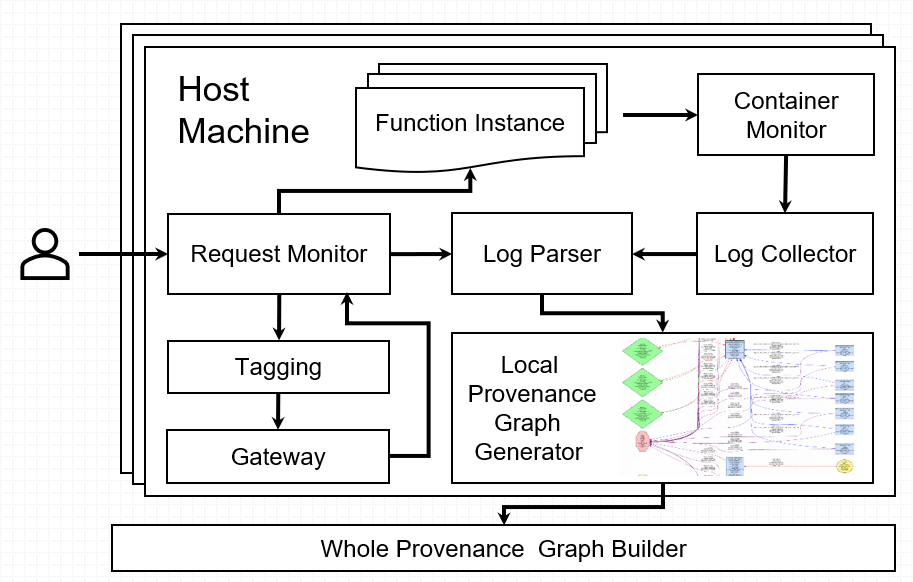 Host
Machine
Function Instance
Container
Monitor
Request Monitor
Log Parser
Log Collector
Tagging
Gateway
Local
Provenance
Graph
Generator
Whole Provenance  Graph Builder